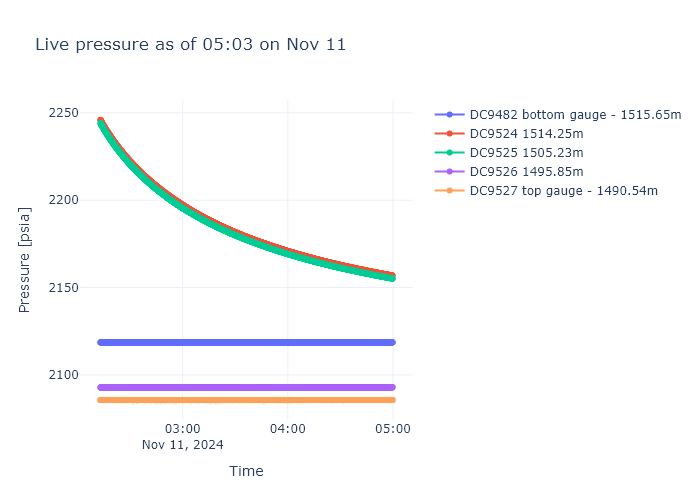 Live pressure as of 05:03 on Nov 11
2250
2200
2150
2100
Pressure [psia]
03:00
Nov 11, 2024
04:00
05:00
Time
DC9482 bottom gauge - 1515.65m
DC9524 1514.25m
DC9525 1505.23m
DC9526 1495.85m
DC9527 top gauge - 1490.54m